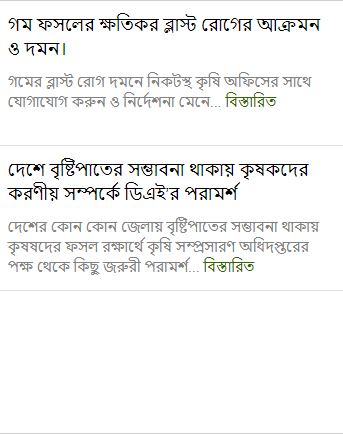 গম ফসলের ক্ষতিকর ব্লাস্ট রোগের আক্রমন
ও দমন।
গমের ব্লাস্ট রোগ দমনে নিকটস্থ কৃষি অফিসের সাথে
যোগাযোগ করুন ও নির্দেশনা মেনে... বিস্তারিত
দেশে বৃষ্টিপাতের সম্ভাবনা থাকায় কৃষকদের
করণীয় সম্পর্কে ডিএই'র পরামর্শ
দেশের কোন কোন জেলায় বৃষ্টিপাতের সম্ভাবনা থাকায়
কৃষষদের ফসল রক্ষার্থে কৃষি সম্প্রসারণ অধিদপ্তরের
পক্ষ থেকে কিছু জরুরী পরামর্শ... বিস্তারিত